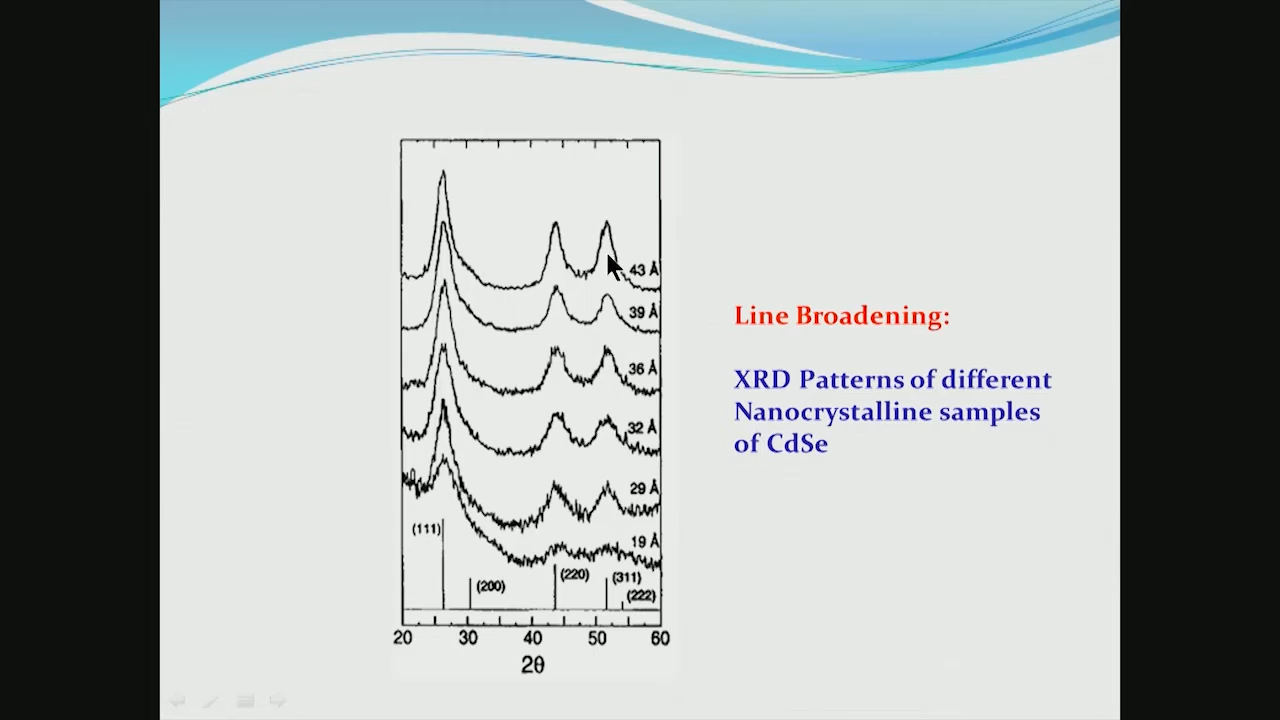 43 Å
39 Å
36 Å
32 Å
29 Å
19 Å
(111)
(200)
(220)
(311)
(222)
20 30 40 50 60
2θ
Line Broadening:
XRD Patterns of different
Nanocrystalline samples
of CdSe